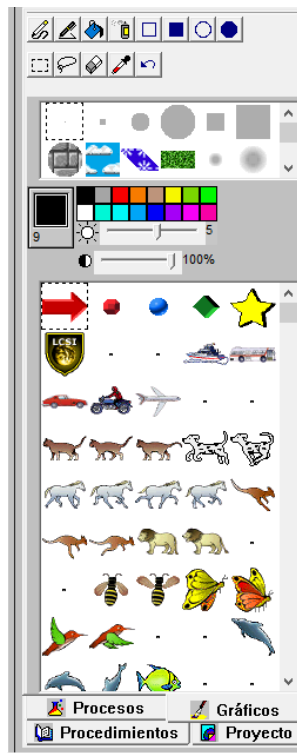 9
5
100%
LCSI
Procesos
Gráficos
Procedimientos
Proyecto